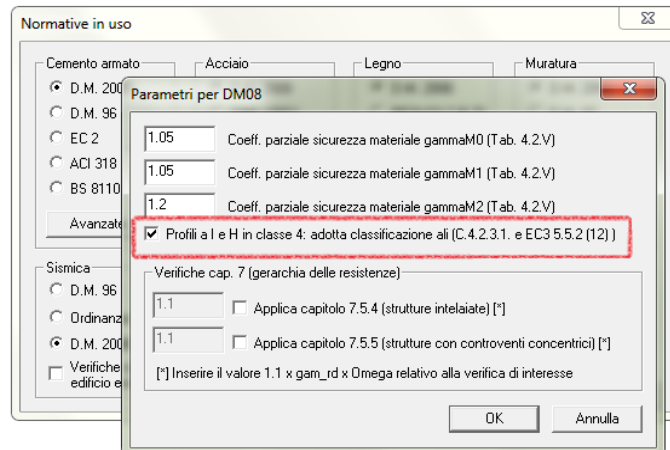 Normative in uso
Cemento armato
Acciaio
Legno
Muratura
D.M. 200
D.M. 96
EC 2
ACI 318
BS 8110
Avanzate
Parametri per DM08
1.05 Coeff. parziale sicurezza materiale gammaM0 (Tab. 4.2.V)
1.05 Coeff. parziale sicurezza materiale gammaM1 (Tab. 4.2.V)
1.2 Coeff. parziale sicurezza materiale gammaM2 (Tab. 4.2.V)
Profili a I e H in classe 4: adotta classificazione ali (C.4.2.3.1. e EC3 5.5.2 (12) )
Sismica
D.M. 96
Ordinanz
D.M. 200
Verifiche
edificio e
Verifiche cap. 7 (gerarchia delle resistenze)
1.1 Applica capitolo 7.5.4 (strutture intelaiate) [*]
1.1 Applica capitolo 7.5.5 (strutture con controventi concentrici) [*]
[*] Inserire il valore 1.1 x gam_rd x Omega relativo alla verifica di interesse
OK
Annulla